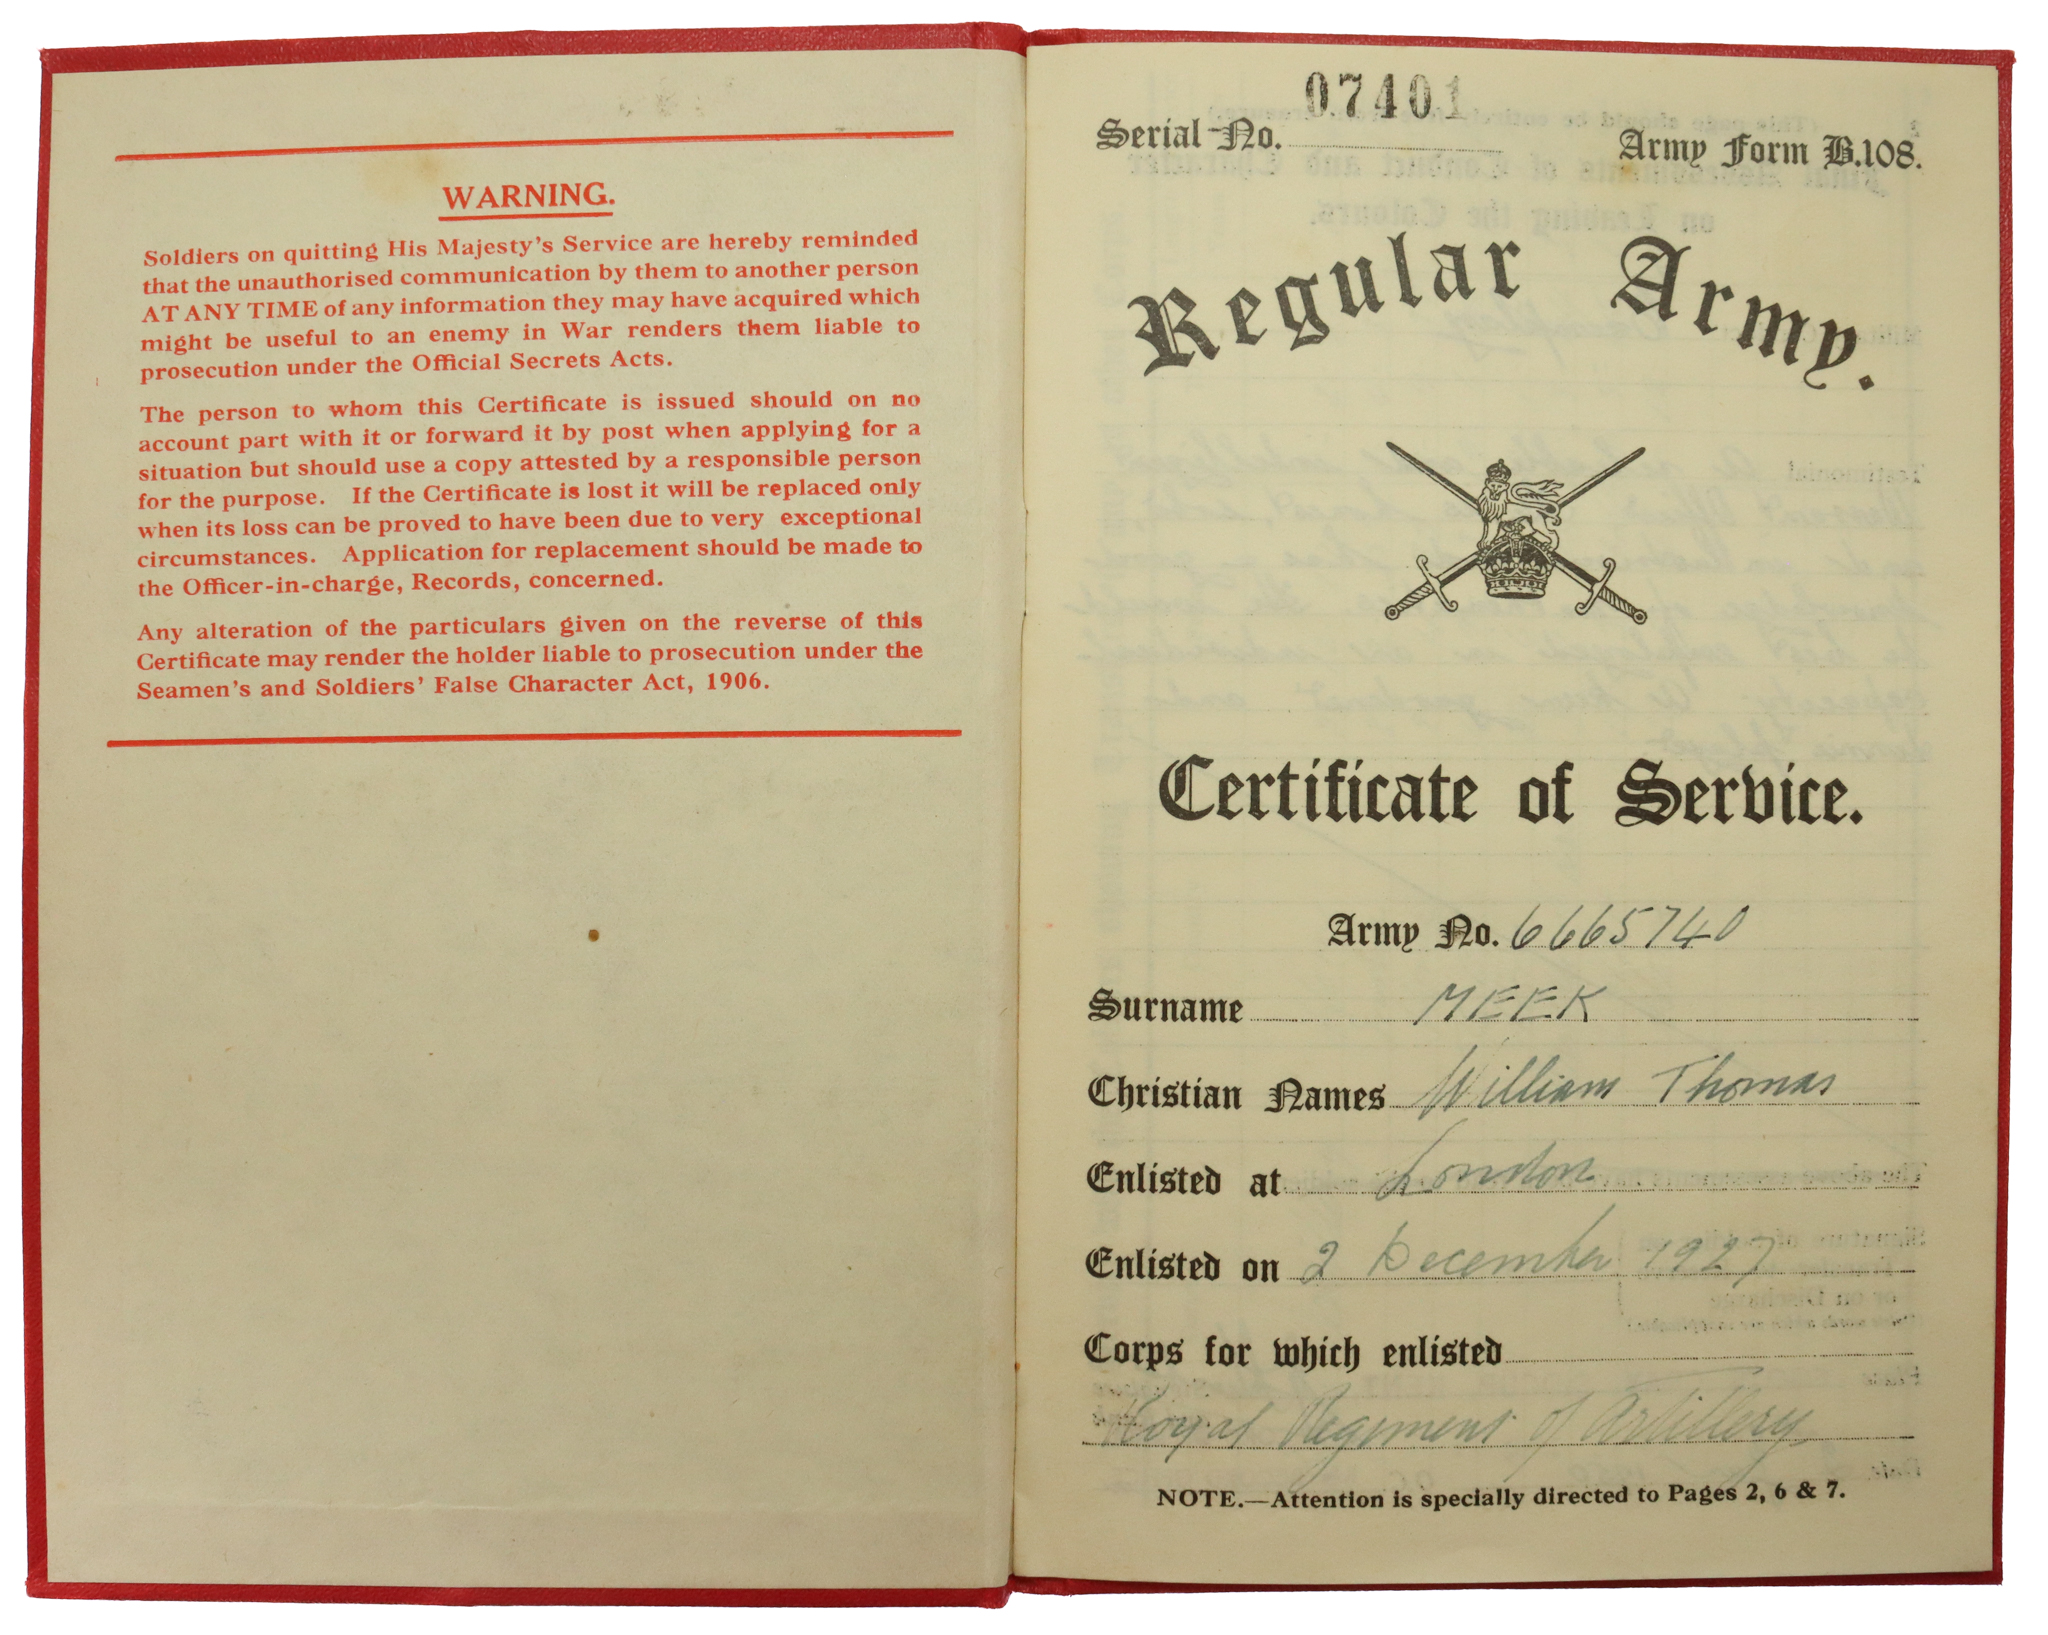 WARNING.
Soldiers on quitting His Majesty's Service are hereby reminded
that the unauthorised communication by them to another person
AT ANY TIME of any information they may have acquired which
might be useful to an enemy in War renders them liable to
prosecution under the Official Secrets Acts.
The person to whom this Certificate is issued should on no
account part with it or forward it by post when applying for a
situation but should use a copy attested by a responsible person
for the purpose. If the Certificate is lost it will be replaced only
when its loss can be proved to have been due to very exceptional
circumstances. Application for replacement should be made to
the Officer-in-charge, Records, concerned.
Any alteration of the particulars given on the reverse of this
Certificate may render the holder liable to prosecution under the
Seamen's and Soldiers' False Character Act, 1906.
07401
Serial No. Army Form B.108.
Regular Army.
Certificate of Service.
Army No. 6665740
Surname MEEK
Christian Names William Thomas
Enlisted at London
Enlisted on 2 December 1927
Corps for which enlisted
Royal Regiment of Artillery
NOTE.—Attention is specially directed to Pages 2, 6 & 7.